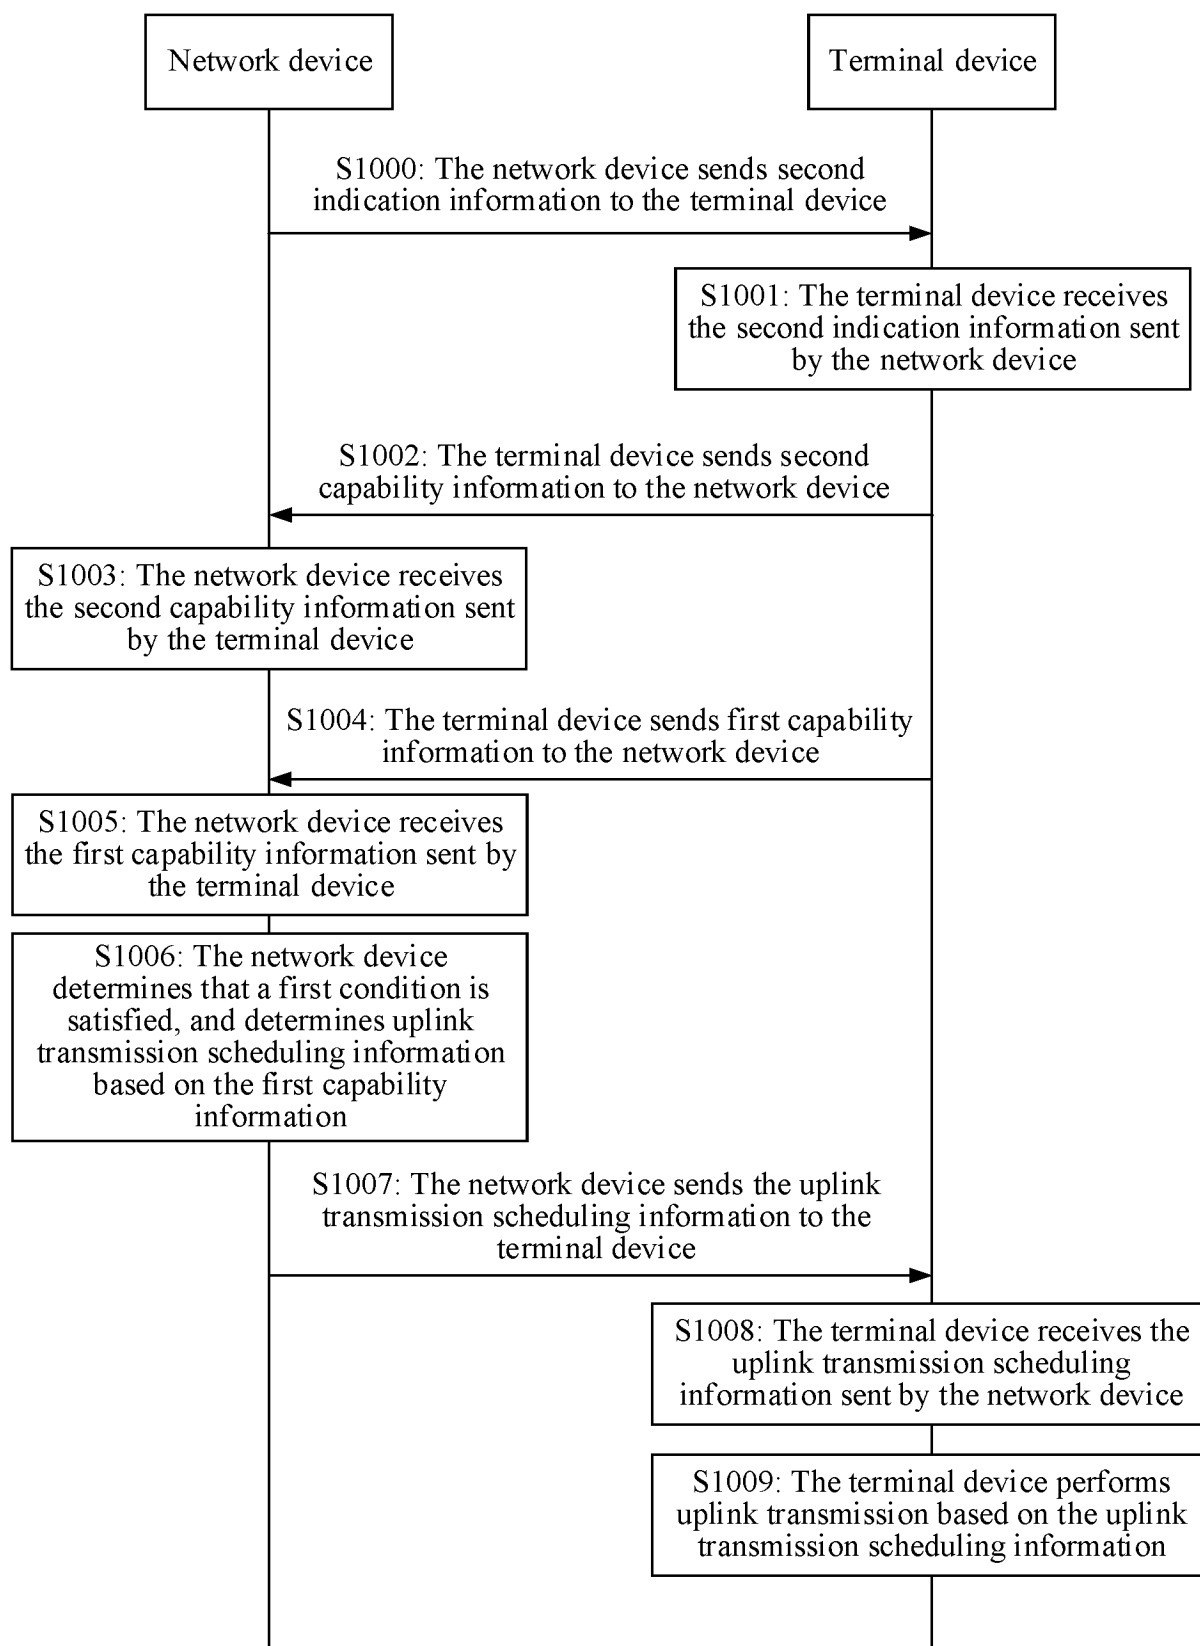 Network device
Terminal device
S1000: The network device sends second
indication information to the terminal device
S1001: The terminal device receives
the second indication information sent
by the network device
S1002: The terminal device sends second
capability information to the network device
S1003: The network device receives
the second capability information sent
by the terminal device
S1004: The terminal device sends first capability
information to the network device
S1005: The network device receives
the first capability information sent by
the terminal device
S1006: The network device
determines that a first condition is
satisfied, and determines uplink
transmission scheduling information
based on the first capability
information
S1007: The network device sends the uplink
transmission scheduling information to the
terminal device
S1008: The terminal device receives the
uplink transmission scheduling
information sent by the network device
S1009: The terminal device performs
uplink transmission based on the uplink
transmission scheduling information